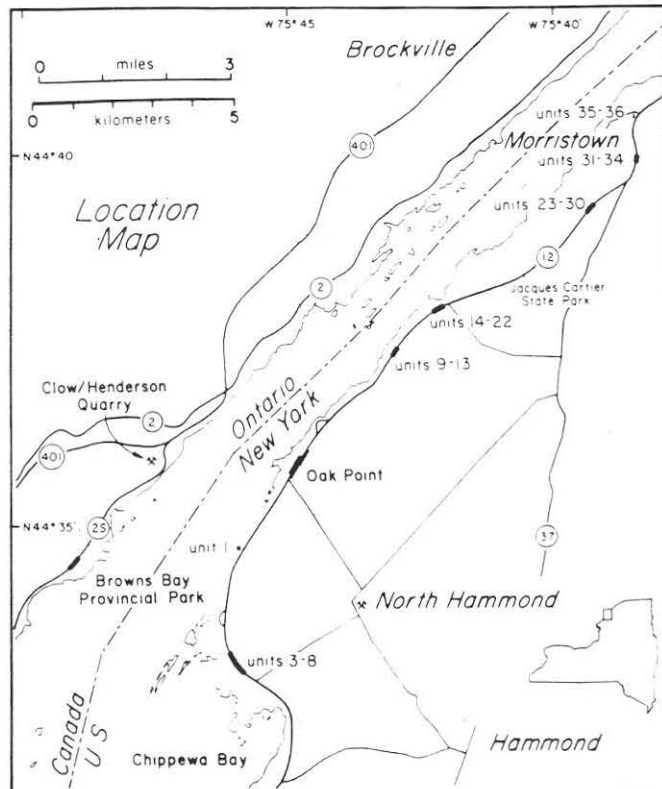 W 75°45
W 75°40'
0 miles 3
0 kilometers 5
Brockville
401
units 35-36
Morristown
N44°40
units 31-34
Location
Map
units 23-30
12
2
Jacques Cartier
State Park
units 14-22
units 9-13
Clow/Henderson
Quarry
2
Ontario
New York
401
Oak Point
N44°35'
2S
unit 1
37
Browns Bay
Provincial Park
North Hammond
units 3-8
Canada
US
Chippewa Bay
Hammond